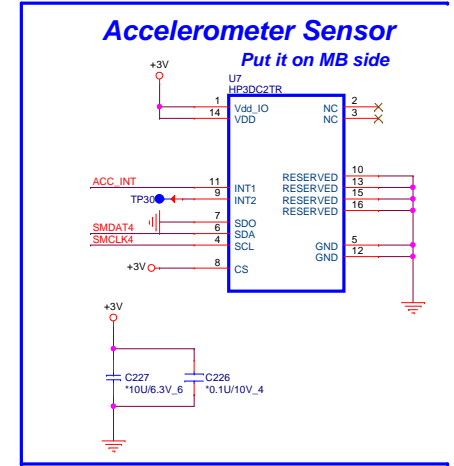 Accelerometer Sensor
Put it on MB side
+3V
U7
HP3DC2TR
1 Vdd_IO NC 2
14 VDD NC 3
RESERVED 10
RESERVED 13
ACC_INT 11 INT1 RESERVED 15
TP30 9 INT2 RESERVED 16
7 SDO
SMDAT4 6 SDA GND 5
SMCLK4 4 SCL GND 12
+3V 8 CS
+3V
C227 C226
*10U/6.3V_6 *0.1U/10V_4